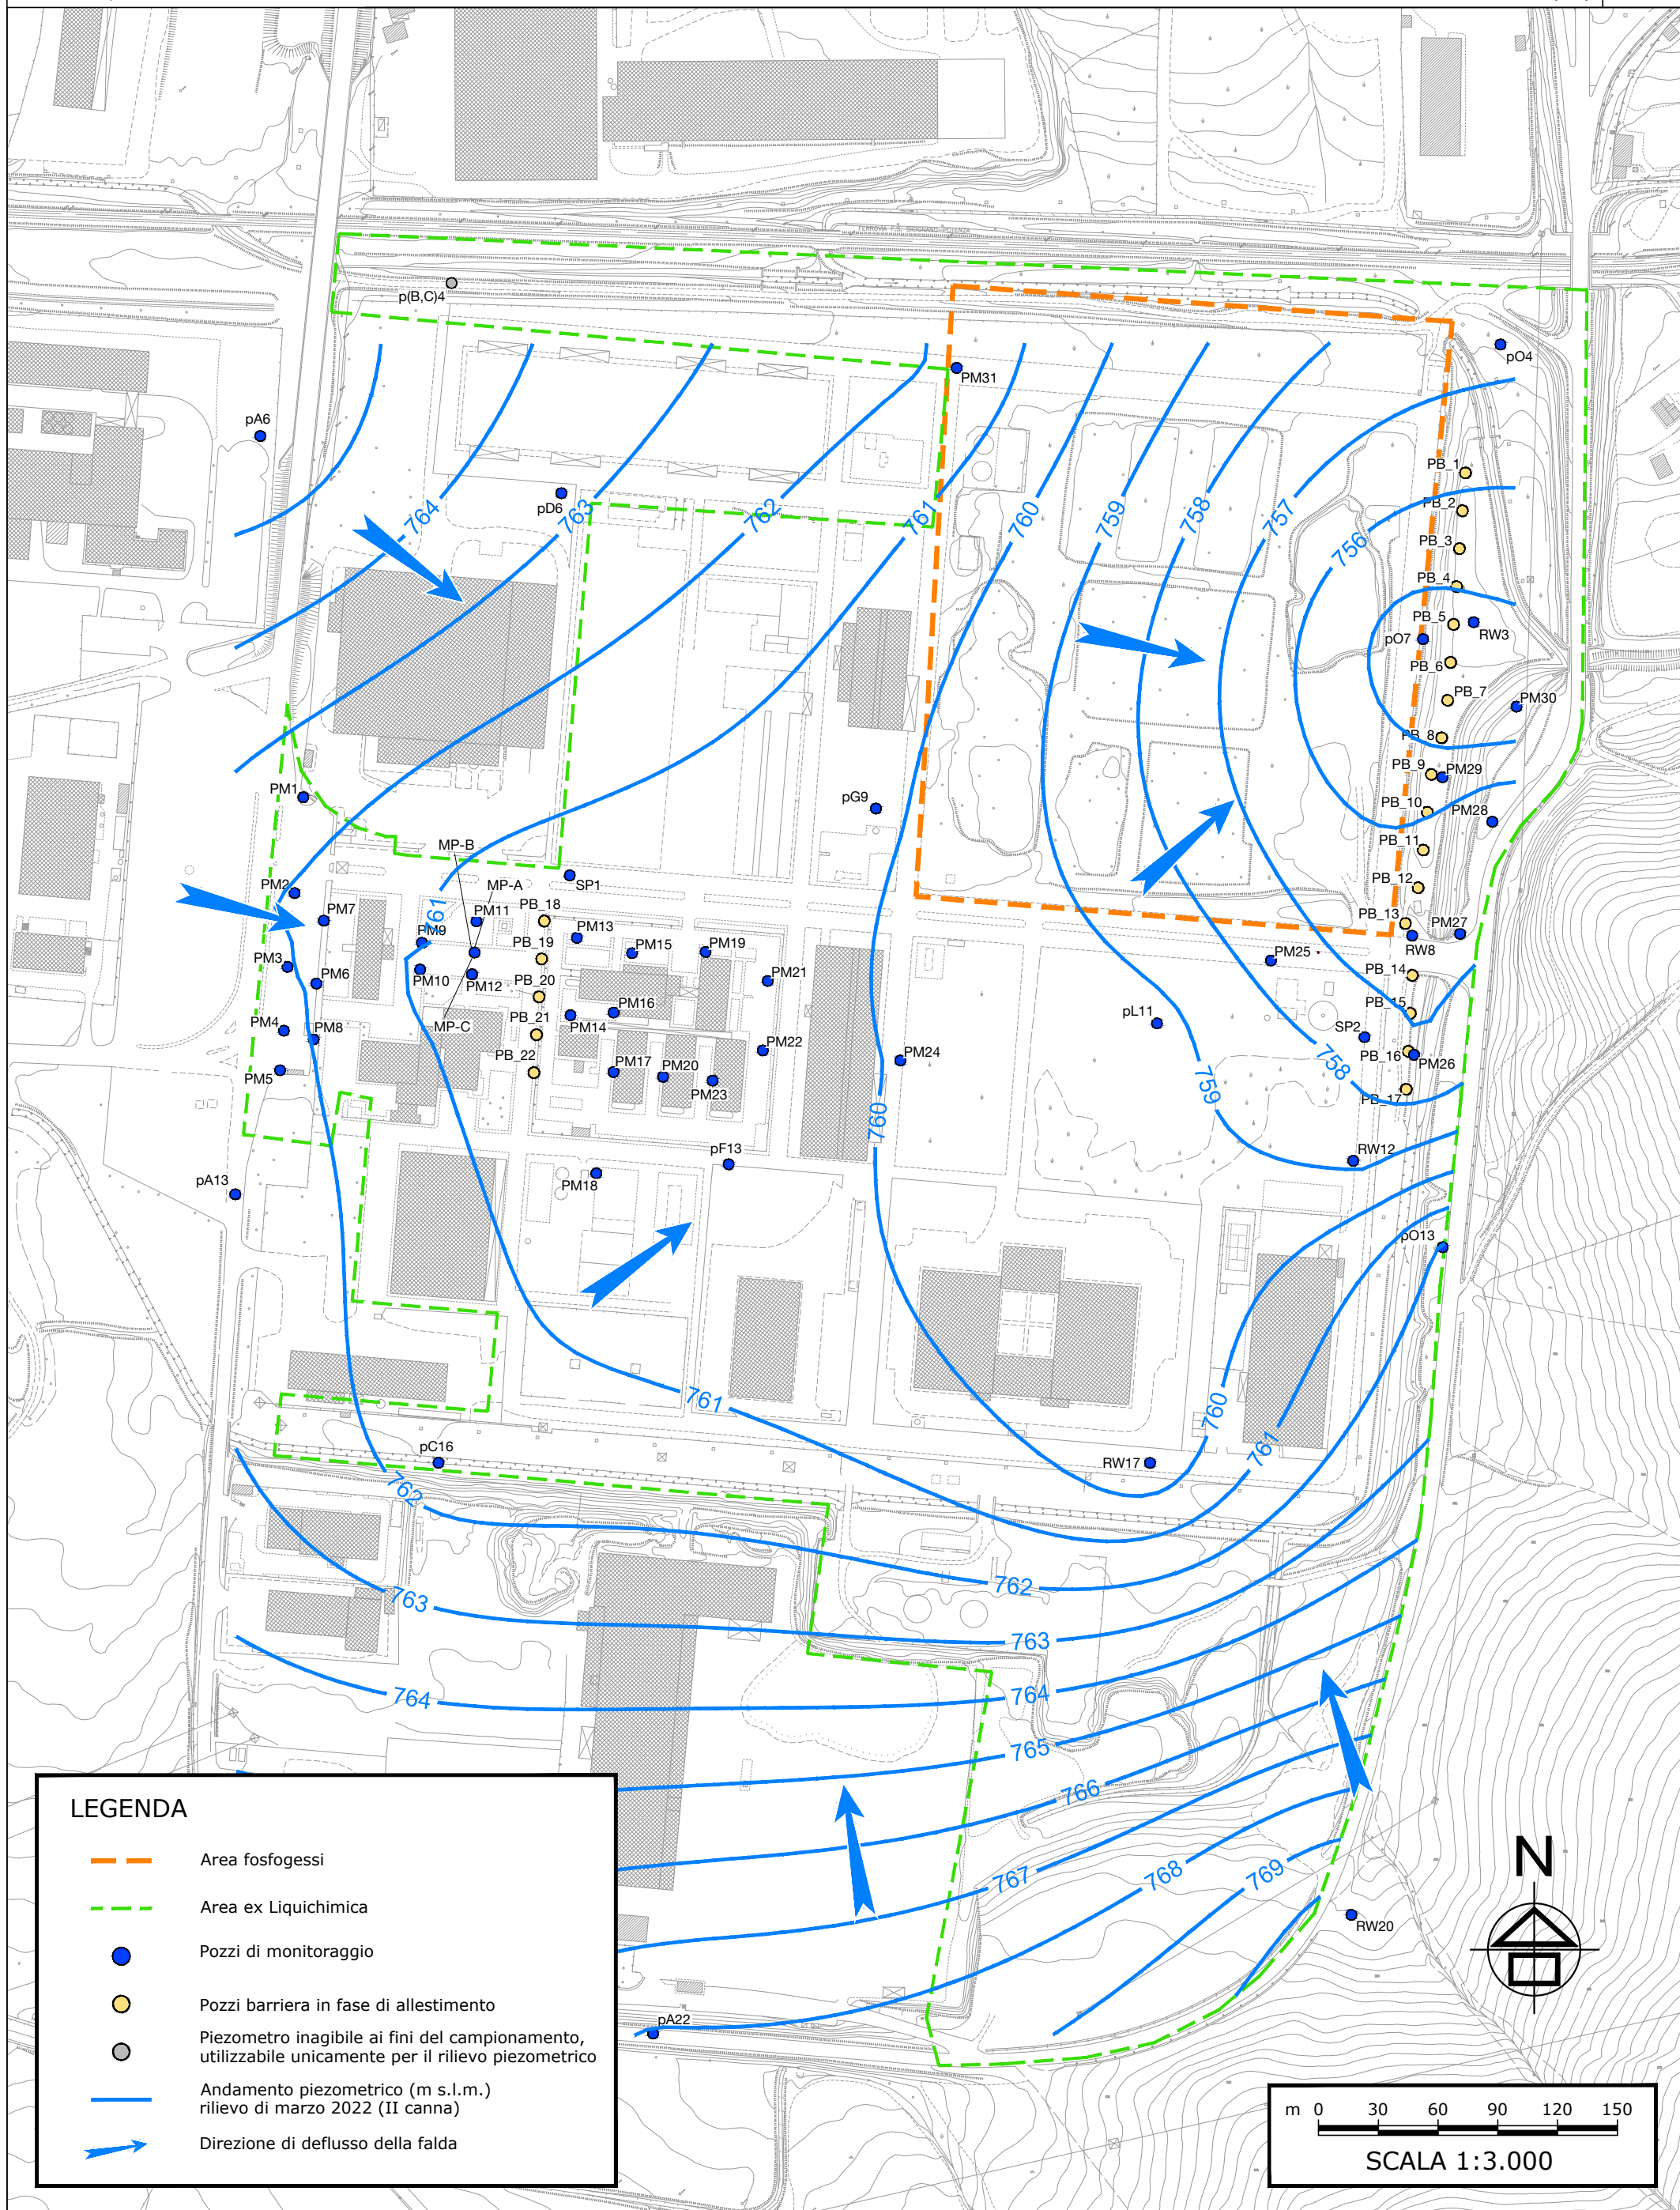 FERROVIA F.S. SICIGNANO - POTENZA
p(B,C)4
pO4
PM31
pA6
PB_1
pD6
764
763
762
761
760
759
758
757
756
PB_2
PB_3
PB_4
PB_5
RW3
pO7
PB_6
PB_7
PM30
PB_8
PB_9
PM29
PM1
pG9
PB_10
PM28
MP-B
PB_11
MP-A
SP1
PM2
PB_12
PM7
761
PM11
PB_18
PB_13
PM27
PM9
PM13
RW8
PB_19
PM15
PM19
PM25
PM3
PM6
PM10
PM12
PB_20
PM21
PB_14
PM16
PB_15
pL11
PM4
PM8
MP-C
PB_21
PM14
SP2
PM22
PM24
PB_16
PM26
PM5
PB_22
PM17
PM20
PM23
758
759
PB_17
760
pF13
RW12
pA13
PM18
pO13
761
760
761
pC16
RW17
762
762
763
763
764
764
765
766
767
768
769
RW20
pA22
N
LEGENDA
Area fosfogessi
Area ex Liquichimica
Pozzi di monitoraggio
Pozzi barriera in fase di allestimento
Piezometro inagibile ai fini del campionamento,
utilizzabile unicamente per il rilievo piezometrico
Andamento piezometrico (m s.l.m.)
rilievo di marzo 2022 (II canna)
Direzione di deflusso della falda
m 0 30 60 90 120 150
SCALA 1:3.000